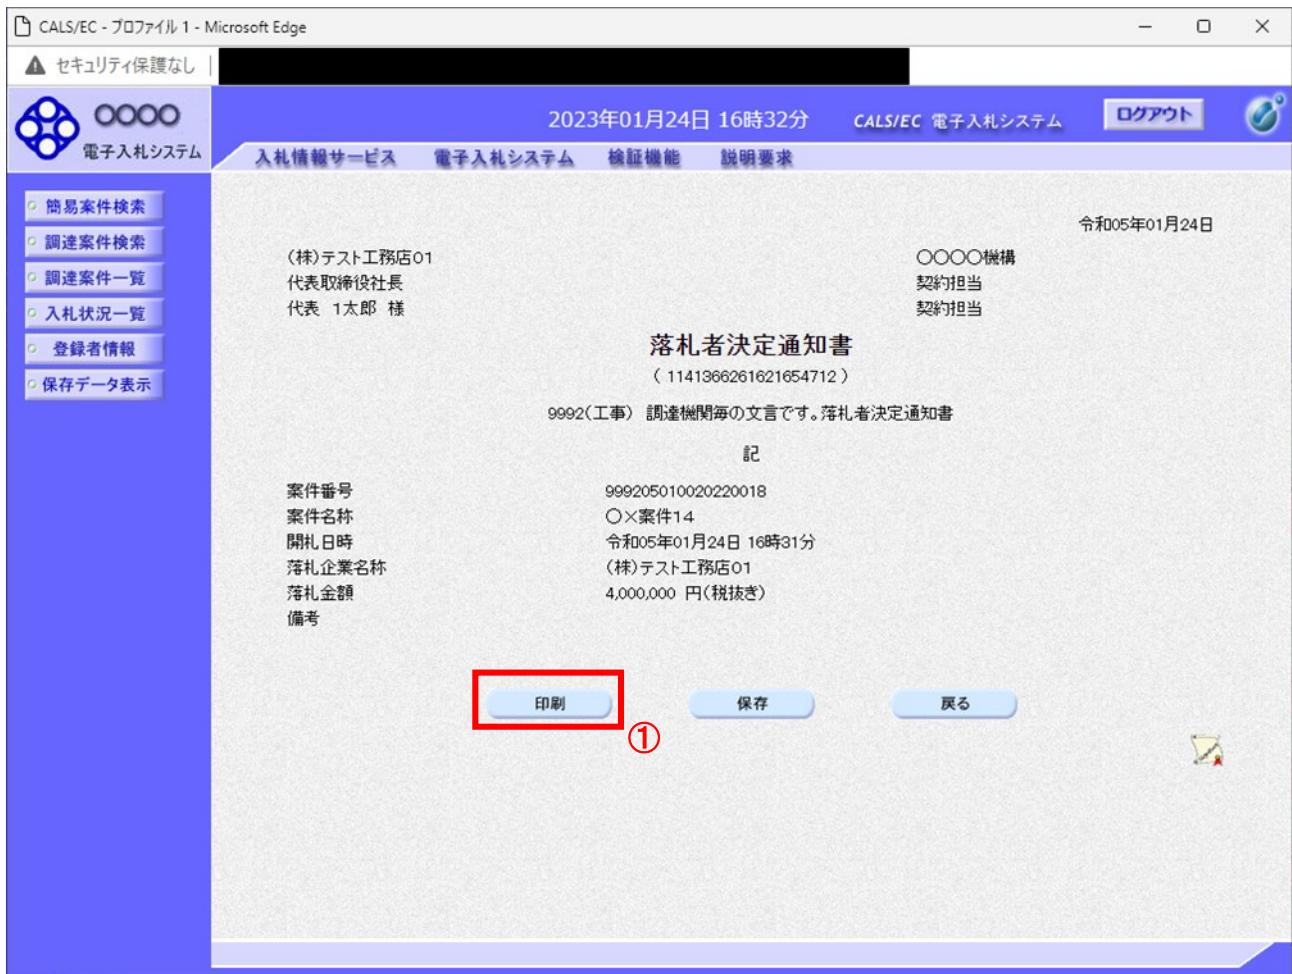 CALS/EC - プロファイル 1 - Microsoft Edge
セキュリティ保護なし
○○○○
電子入札システム
2023年01月24日 16時32分
CALS/EC 電子入札システム
ログアウト
入札情報サービス 電子入札システム 検証機能 説明要求
簡易案件検索
調達案件検索
調達案件一覧
入札状況一覧
登録者情報
保存データ表示
令和05年01月24日
(株)テスト工務店01
代表取締役社長
代表 1太郎 様
○○○○機構
契約担当
契約担当
落札者決定通知書
( 1141366261621654712 )
9992(工事) 調達機関毎の文言です。落札者決定通知書
記
案件番号 999205010020220018
案件名称 ○×案件14
開札日時 令和05年01月24日 16時31分
落札企業名称 (株)テスト工務店01
落札金額 4,000,000 円(税抜き)
備考
印刷 保存 戻る
①